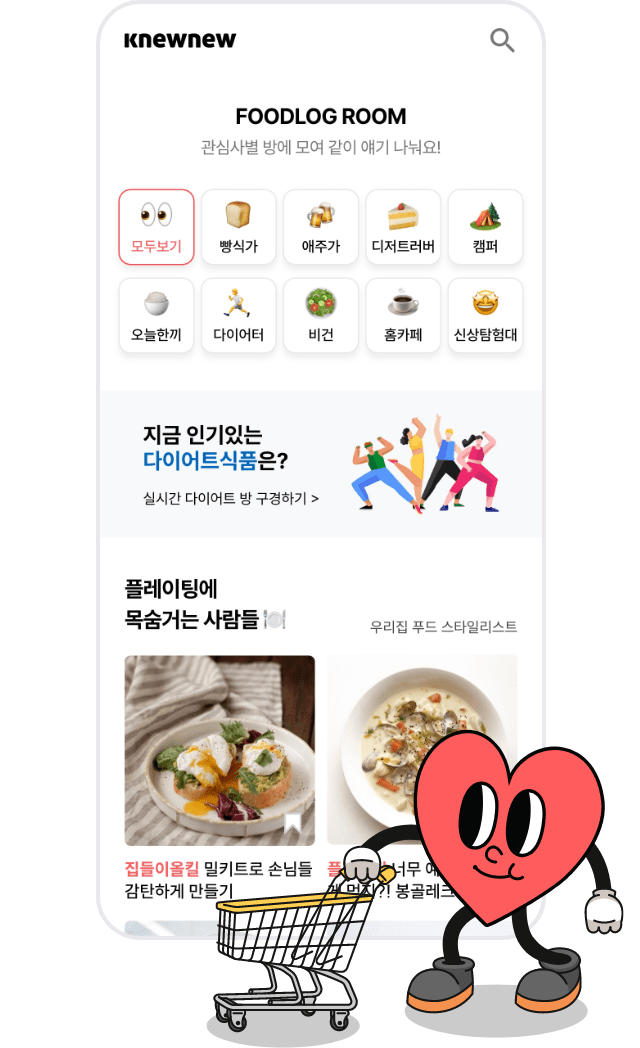 Knewnew
FOODLOG ROOM
관심사별 방에 모여 같이 얘기 나눠요!
모두보기
빵식가
애주가
디저트러버
캠퍼
오늘한끼
다이어터
비건
홈카페
신상탐험대
지금 인기있는
다이어트식품은?
실시간 다이어트 방 구경하기 >
플레이팅에
목숨거는 사람들
우리집 푸드 스타일리스트
집들이올킬 밀키트로 손님들
감탄하게 만들기
너무 예
먹지?! 봉골레크